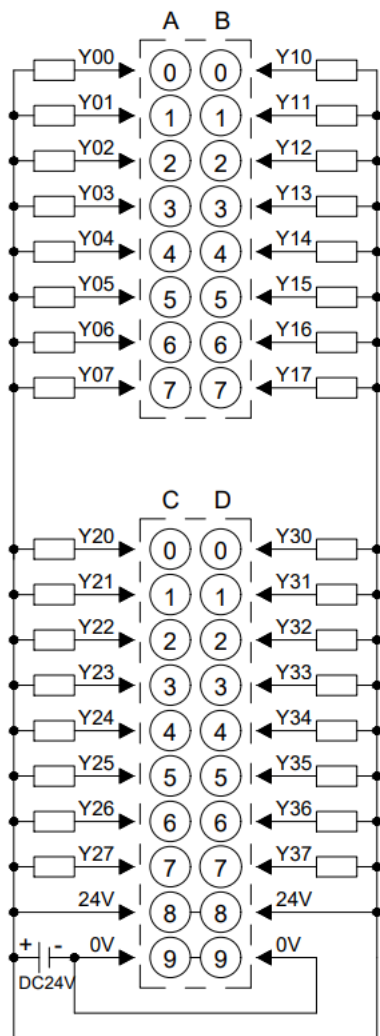 A B
Y00 0 0 Y10
Y01 1 1 Y11
Y02 2 2 Y12
Y03 3 3 Y13
Y04 4 4 Y14
Y05 5 5 Y15
Y06 6 6 Y16
Y07 7 7 Y17
C D
Y20 0 0 Y30
Y21 1 1 Y31
Y22 2 2 Y32
Y23 3 3 Y33
Y24 4 4 Y34
Y25 5 5 Y35
Y26 6 6 Y36
Y27 7 7 Y37
24V 8 8 24V
+ - 0V 9 9 0V
DC24V